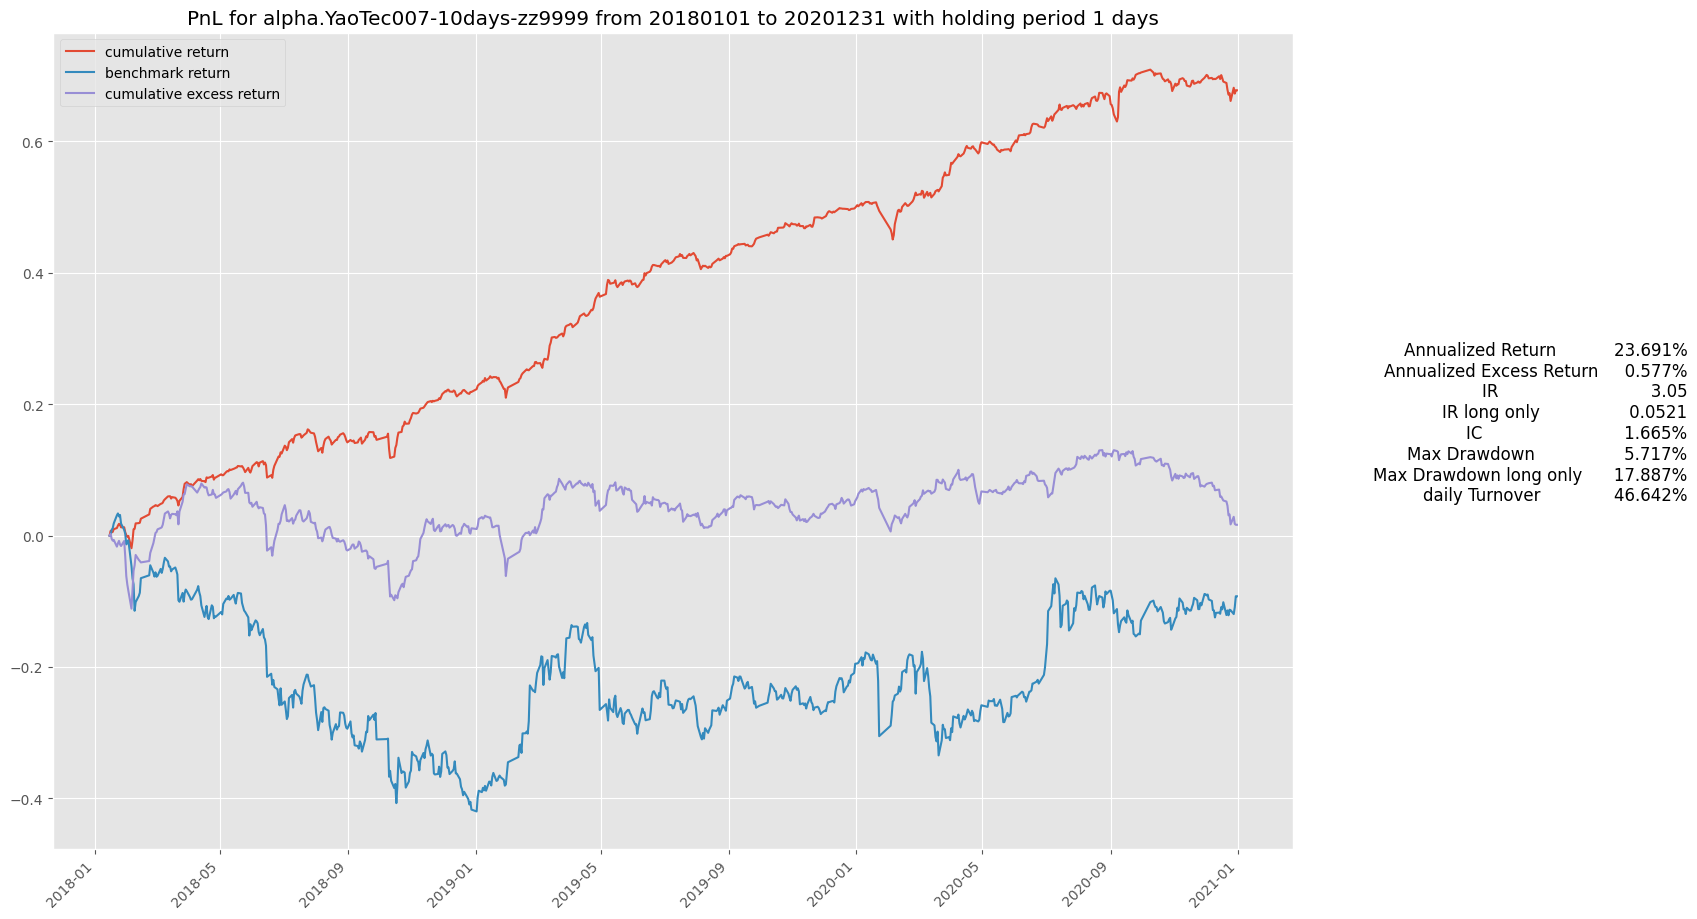 PnL for alpha.YaoTec007-10days-zz9999 from 20180101 to 20201231 with holding period 1 days
cumulative return
benchmark return
cumulative excess return
0.6
0.4
0.2
0.0
−0.2
−0.4
2018-01
2018-05
2018-09
2019-01
2019-05
2019-09
2020-01
2020-05
2020-09
2021-01
Annualized Return 23.691%
Annualized Excess Return 0.577%
IR 3.05
IR long only 0.0521
IC 1.665%
Max Drawdown 5.717%
Max Drawdown long only 17.887%
daily Turnover 46.642%